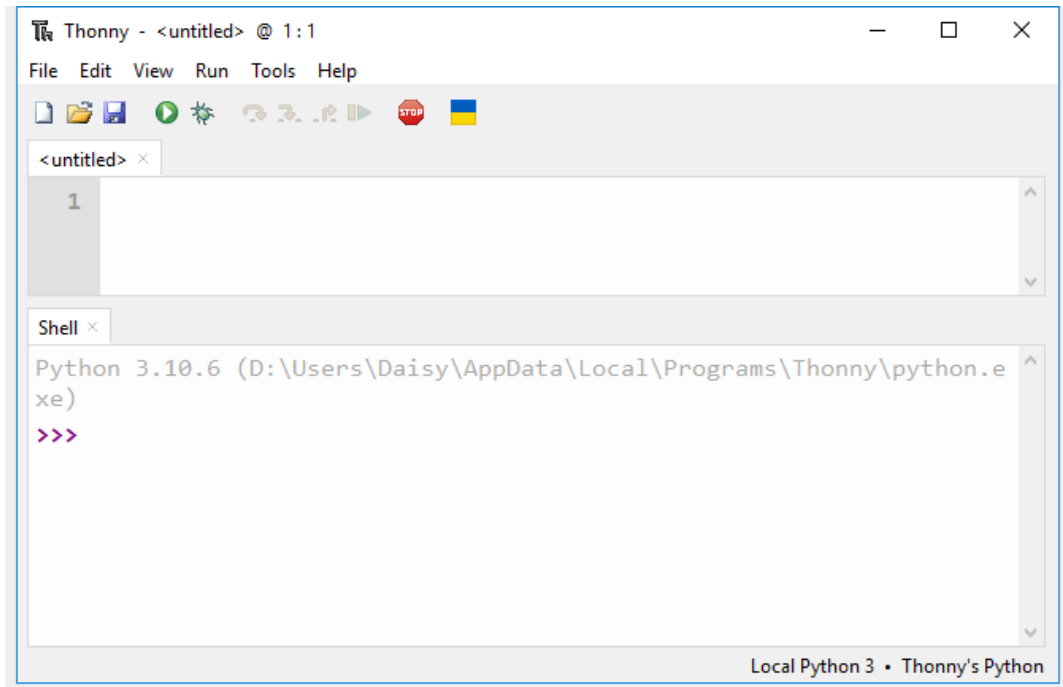 Thonny - <untitled> @ 1:1
File Edit View Run Tools Help
STOP
<untitled> ×
1
Shell ×
Python 3.10.6 (D:\Users\Daisy\AppData\Local\Programs\Thonny\python.e
xe)
>>>
Local Python 3 • Thonny's Python